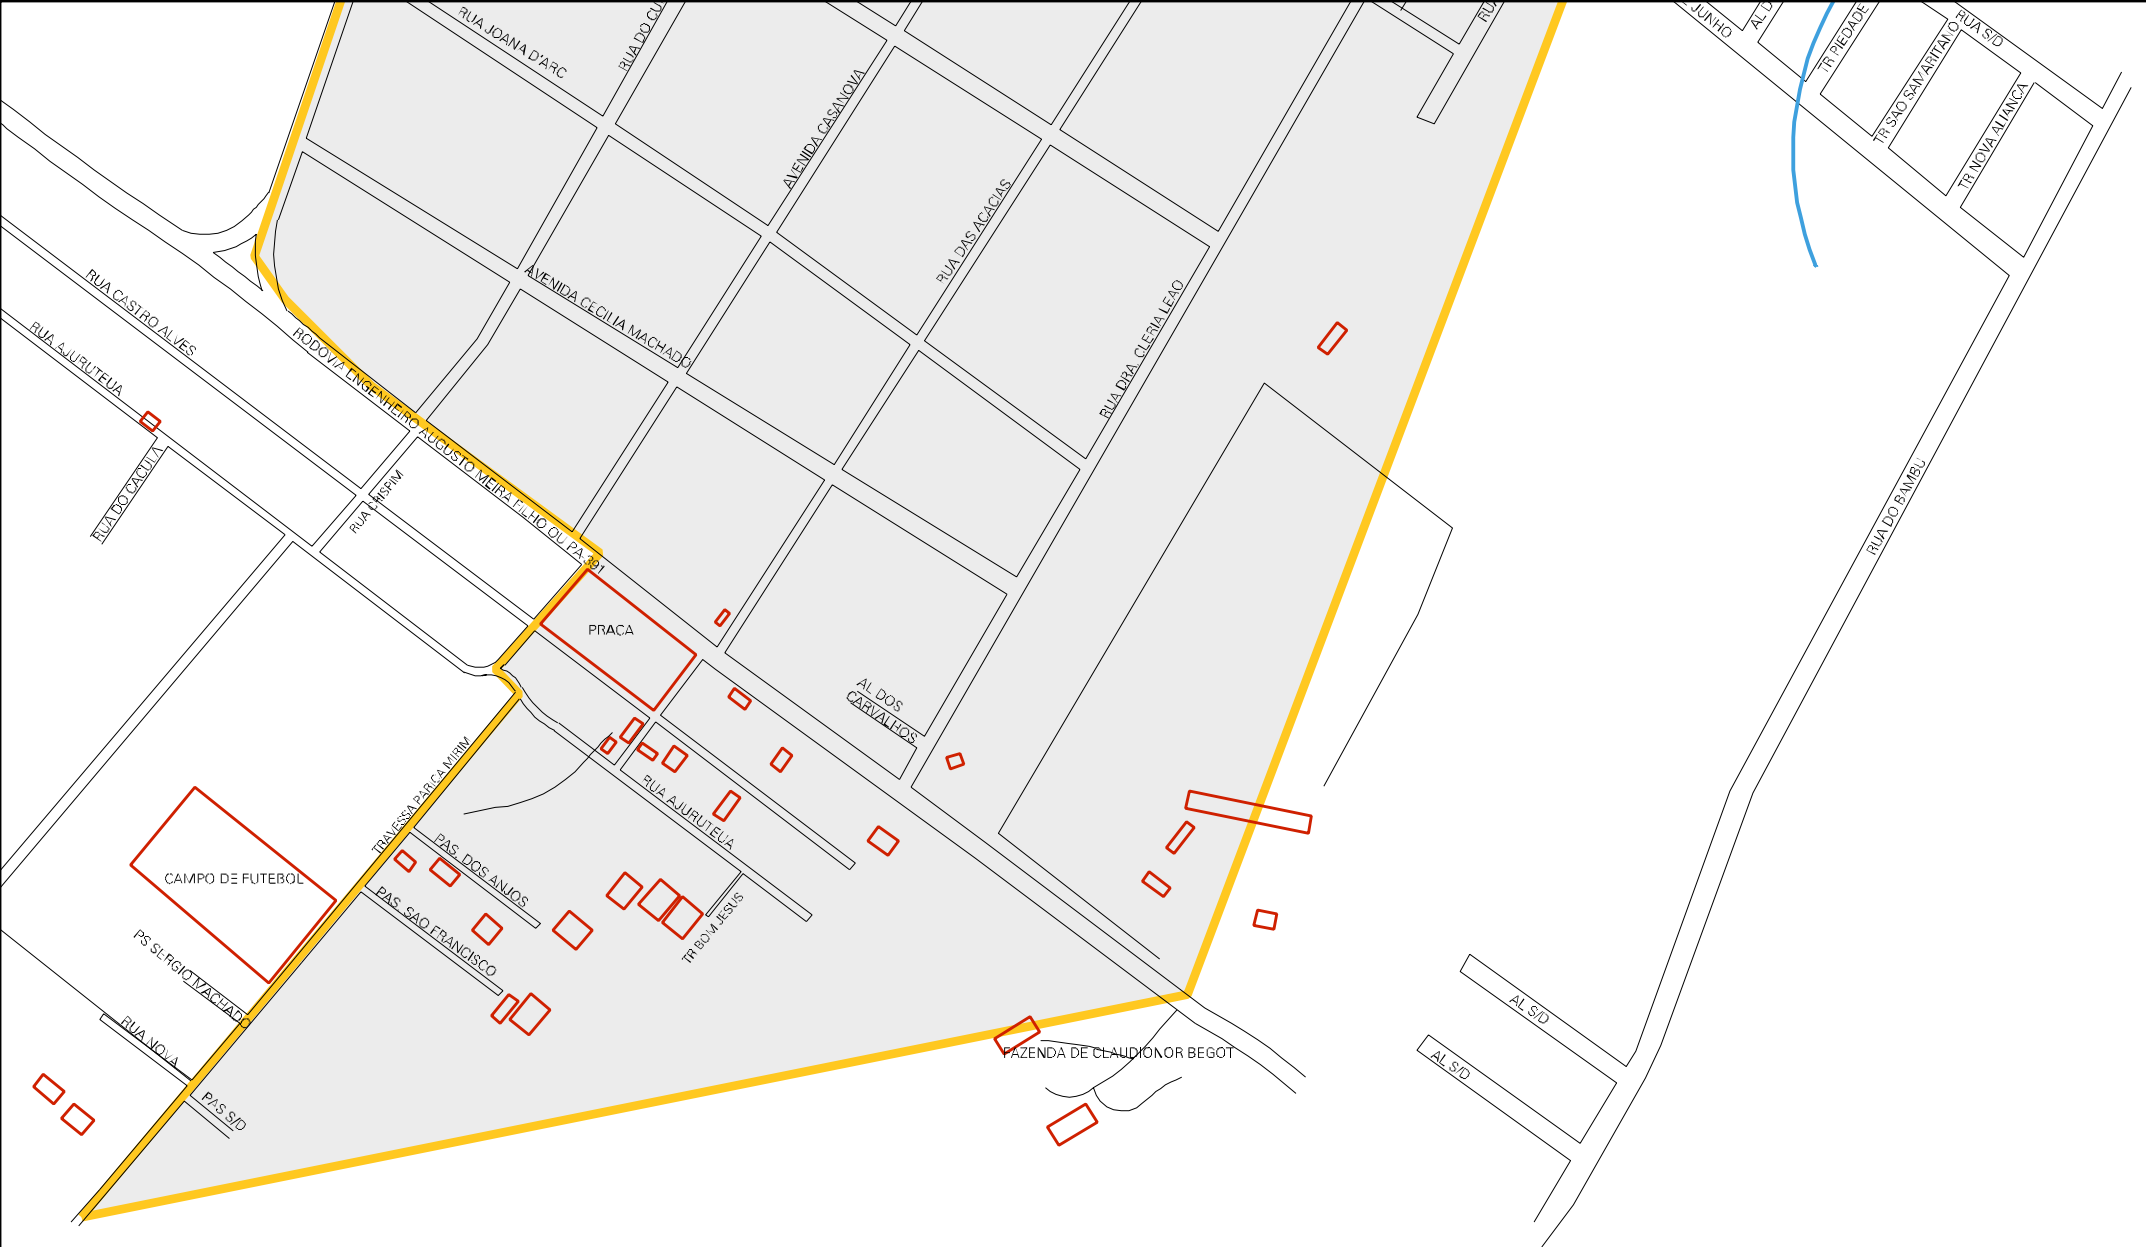 RUA JOANA D'ARC
RUA DO CU
AVENIDA CASANOVA
RUA
JUNHO
AL D
TR PIEDADE
RUA S/D
TR SAO SAMARITANO
TR NOVA ALIANCA
RUA DAS ACACIAS
RUA CASTRO ALVES
RUA AJURUTEUA
AVENIDA CECILIA MACHADO
RUA DRA. CLERIA LEAO
RODOVIA ENGENHEIRO AUGUSTO MEIRA FILHO OU PA-391
RUA DO CACULA
RUA CRISPIM
RUA DO BAMBU
PRACA
AL DOS
CARVALHOS
TRAVESSA PARICA MIRIM
RUA AJURUTEUA
PAS. DOS ANJOS
CAMPO DE FUTEBOL
PAS. SAO FRANCISCO
TR BOM JESUS
PS SERGIO MACHADO
RUA NOVA
PAS S/D
FAZENDA DE CLAUDIONOR BEGOT
AL S/D
AL S/D